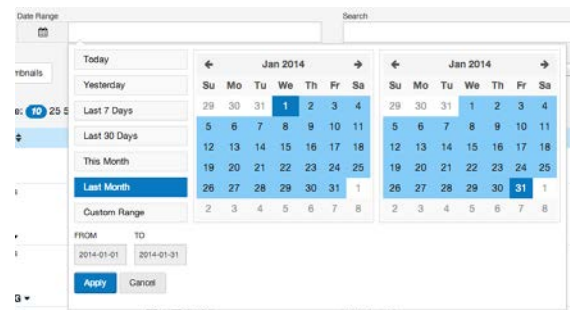 Date Range Search
Today
Yesterday
Last 7 Days
Last 30 Days
This Month
Last Month
Custom Range
FROM TO
2014-01-01 2014-01-31
Apply Cancel
Jan 2014
Su Mo Tu We Th Fr Sa
29 30 31 1 2 3 4
5 6 7 8 9 10 11
12 13 14 15 16 17 18
19 20 21 22 23 24 25
26 27 28 29 30 31 1
2 3 4 5 6 7 8
Jan 2014
Su Mo Tu We Th Fr Sa
29 30 31 1 2 3 4
5 6 7 8 9 10 11
12 13 14 15 16 17 18
19 20 21 22 23 24 25
26 27 28 29 30 31 1
2 3 4 5 6 7 8
mbnails
e: 10 25 5
G